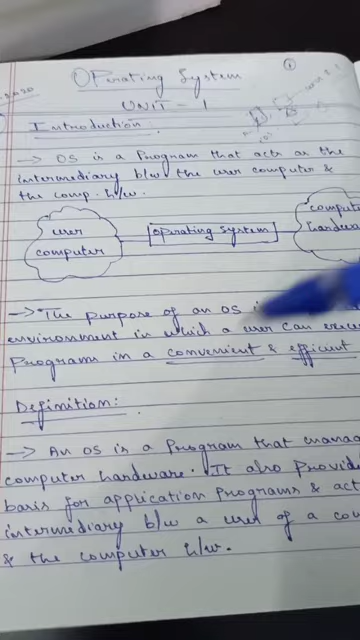 Operating System
UNIT - 1
Introduction:
→ OS is a Program that acts as the
intermediary b/w the user computer &
the comp. h/w.
user
computer
operating system
computer
hardware
→ The purpose of an OS is
environment in which a user can
Programs in a convenient & efficient
Definition:
→ An OS is a Program that
computer hardware. It also
basis for application Programs &
intermediary b/w a user of a
& the computer h/w.